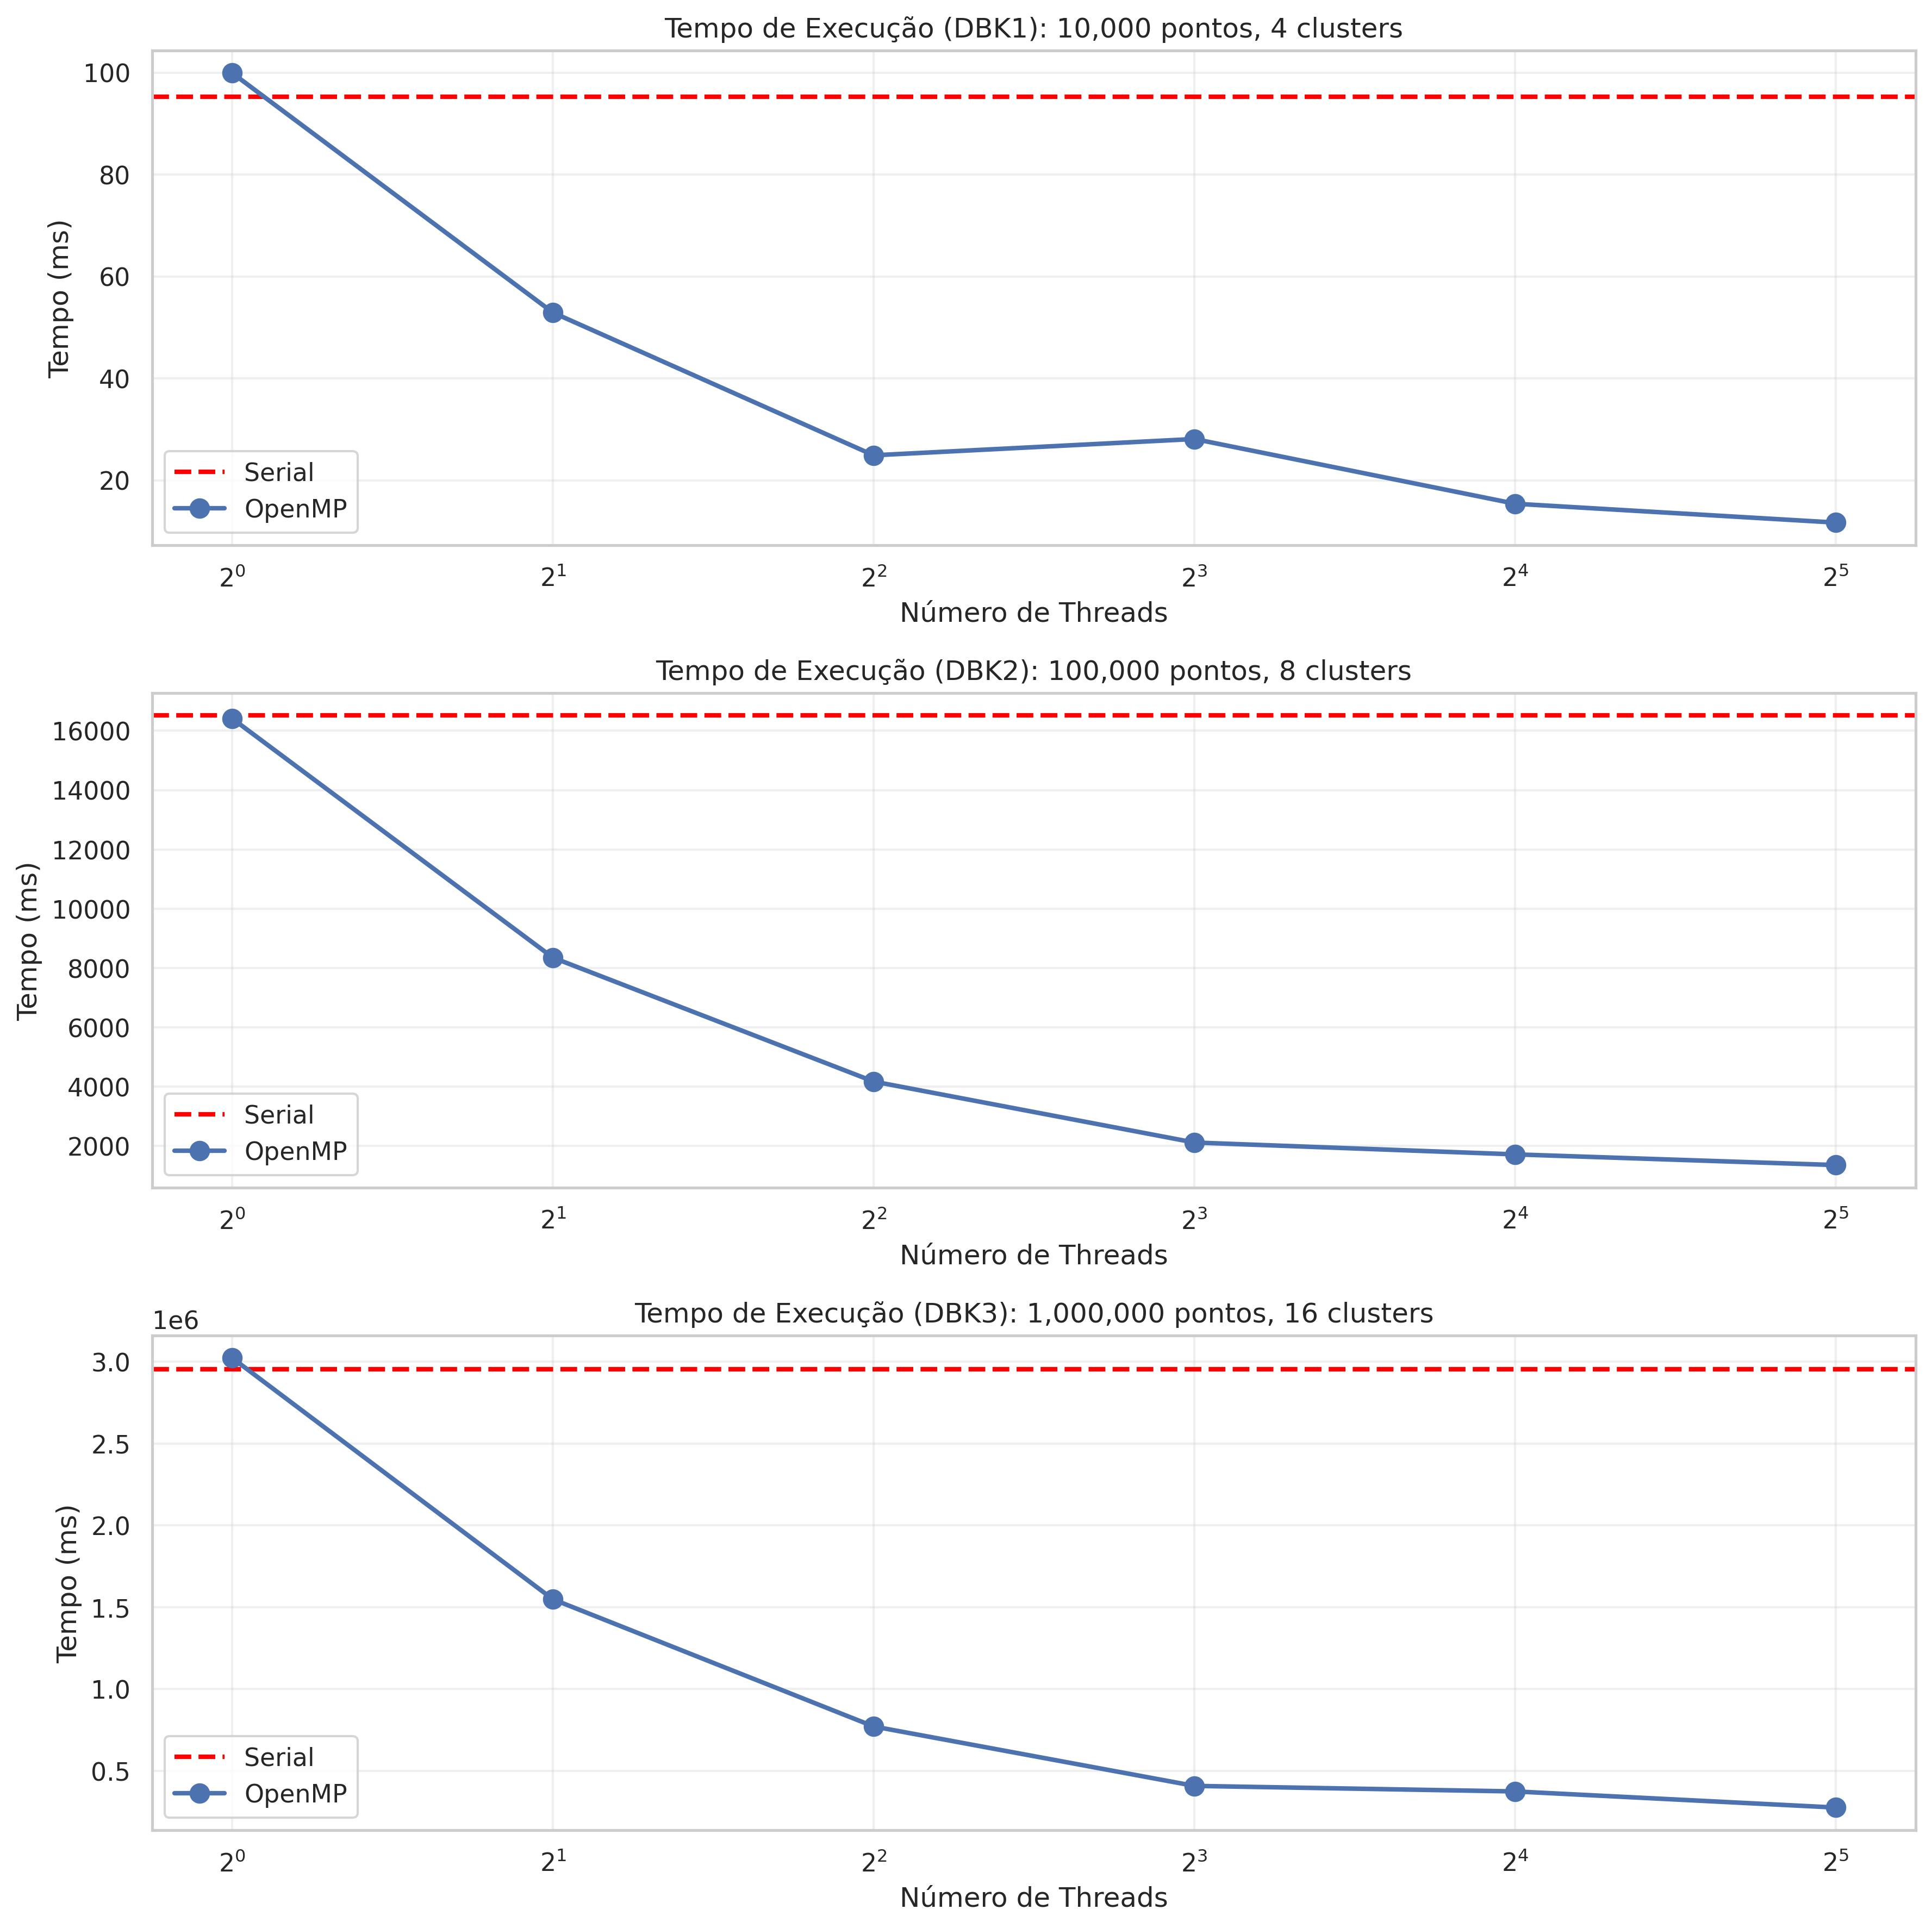 Tempo de Execução (DBK1): 10,000 pontos, 4 clusters
Tempo (ms)
100
80
60
40
20
Serial
OpenMP
2^0 2^1 2^2 2^3 2^4 2^5
Número de Threads
Tempo de Execução (DBK2): 100,000 pontos, 8 clusters
Tempo (ms)
16000
14000
12000
10000
8000
6000
4000
2000
Serial
OpenMP
2^0 2^1 2^2 2^3 2^4 2^5
Número de Threads
Tempo de Execução (DBK3): 1,000,000 pontos, 16 clusters
1e6
Tempo (ms)
3.0
2.5
2.0
1.5
1.0
0.5
Serial
OpenMP
2^0 2^1 2^2 2^3 2^4 2^5
Número de Threads